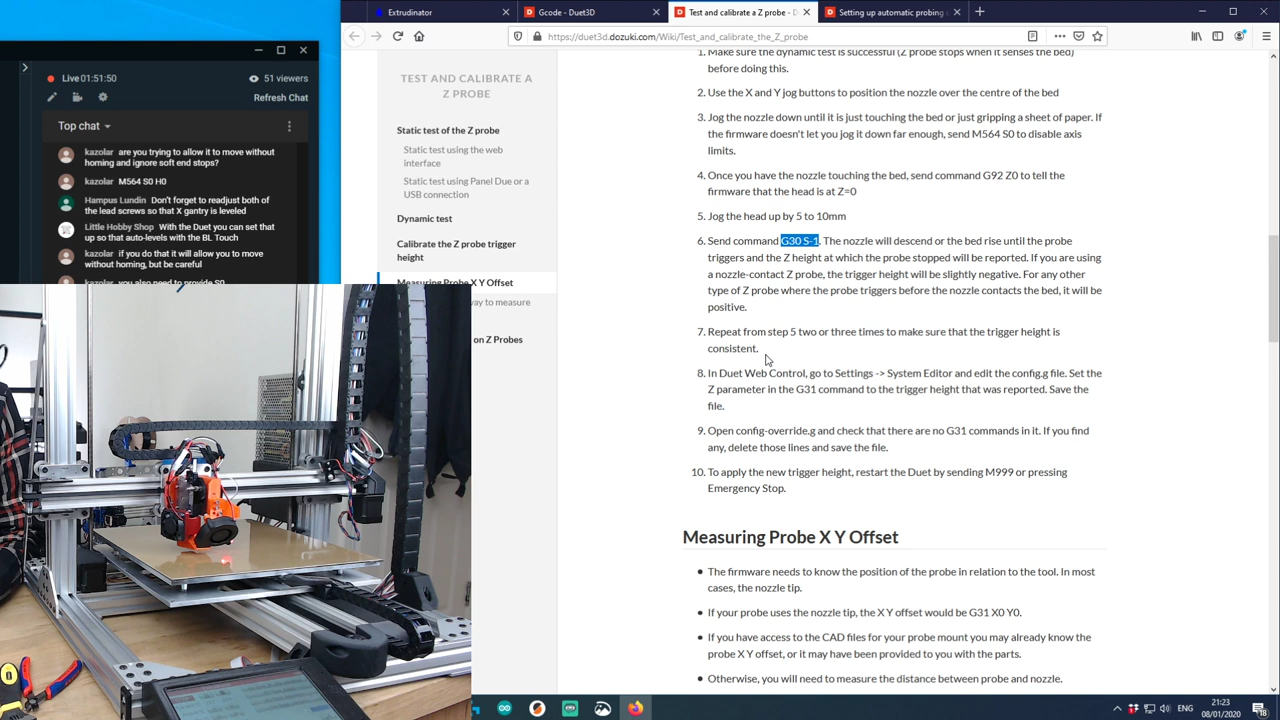 Extrudinator
Gcode - Duet3D
Test and calibrate a Z probe - D
Setting up automatic probing o
https://duet3d.dozuki.com/Wiki/Test_and_calibrate_the_Z_probe
Live 01:51:50
51 viewers
Refresh Chat
Top chat
kazolar are you trying to allow it to move without
homing and ignore soft end stops?
kazolar M564 S0 H0
Hampus Lundin Don't forget to readjust both of
the lead screws so that X gantry is leveled
Little Hobby Shop With the Duet you can set that
up so that auto-levels with the BL Touch
kazolar if you do that it will allow you to move
without homing, but be careful
kazolar you also need to provide S0
TEST AND CALIBRATE A
Z PROBE
Static test of the Z probe
Static test using the web
interface
Static test using Panel Due or a
USB connection
Dynamic test
Calibrate the Z probe trigger
height
Measuring Probe X Y Offset
way to measure
on Z Probes
1. Make sure the dynamic test is successful (Z probe stops when it senses the bed)
before doing this.
2. Use the X and Y jog buttons to position the nozzle over the centre of the bed
3. Jog the nozzle down until it is just touching the bed or just gripping a sheet of paper. If
the firmware doesn't let you jog it down far enough, send M564 S0 to disable axis
limits.
4. Once you have the nozzle touching the bed, send command G92 Z0 to tell the
firmware that the head is at Z=0
5. Jog the head up by 5 to 10mm
6. Send command G30 S-1. The nozzle will descend or the bed rise until the probe
triggers and the Z height at which the probe stopped will be reported. If you are using
a nozzle-contact Z probe, the trigger height will be slightly negative. For any other
type of Z probe where the probe triggers before the nozzle contacts the bed, it will be
positive.
7. Repeat from step 5 two or three times to make sure that the trigger height is
consistent.
8. In Duet Web Control, go to Settings -> System Editor and edit the config.g file. Set the
Z parameter in the G31 command to the trigger height that was reported. Save the
file.
9. Open config-override.g and check that there are no G31 commands in it. If you find
any, delete those lines and save the file.
10. To apply the new trigger height, restart the Duet by sending M999 or pressing
Emergency Stop.
Measuring Probe X Y Offset
• The firmware needs to know the position of the probe in relation to the tool. In most
cases, the nozzle tip.
• If your probe uses the nozzle tip, the X Y offset would be G31 X0 Y0.
• If you have access to the CAD files for your probe mount you may already know the
probe X Y offset, or it may have been provided to you with the parts.
• Otherwise, you will need to measure the distance between probe and nozzle.
ENG
21:23
08/01/2020
18